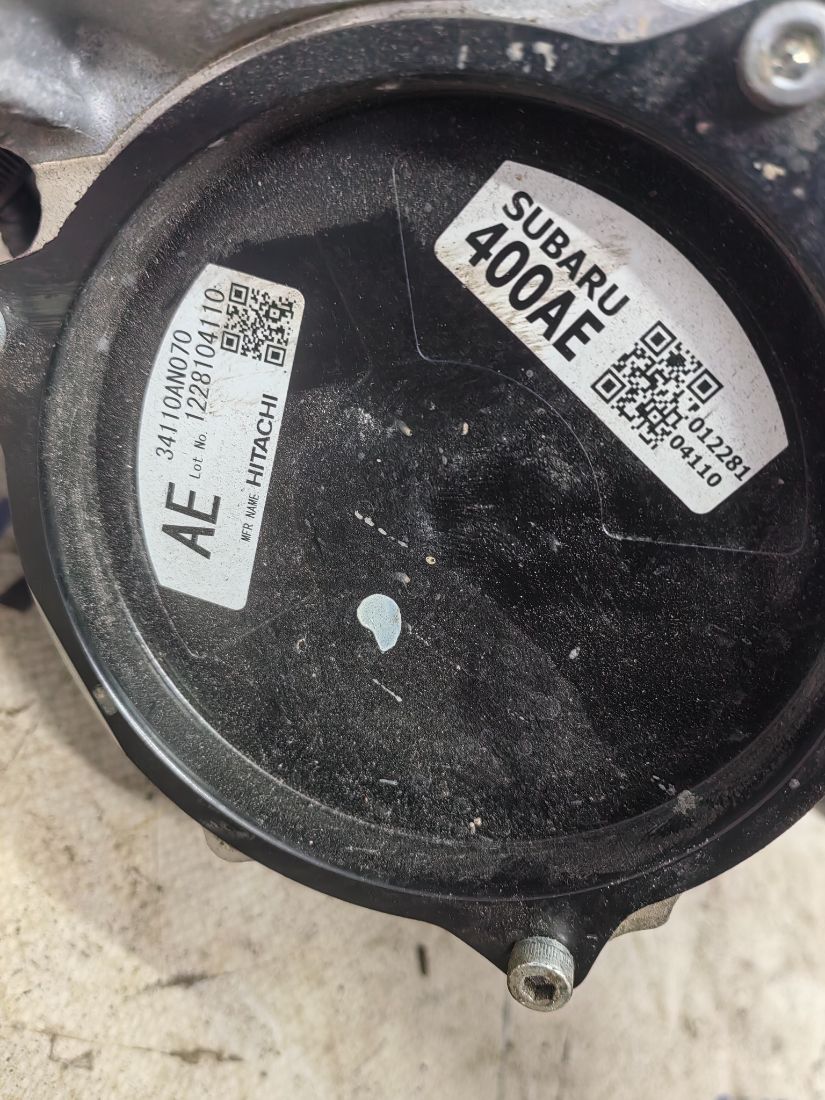 34110AN070
Lot No. 1228104110
AE
MFR NAME HITACHI
SUBARU
400AE
012281
04110